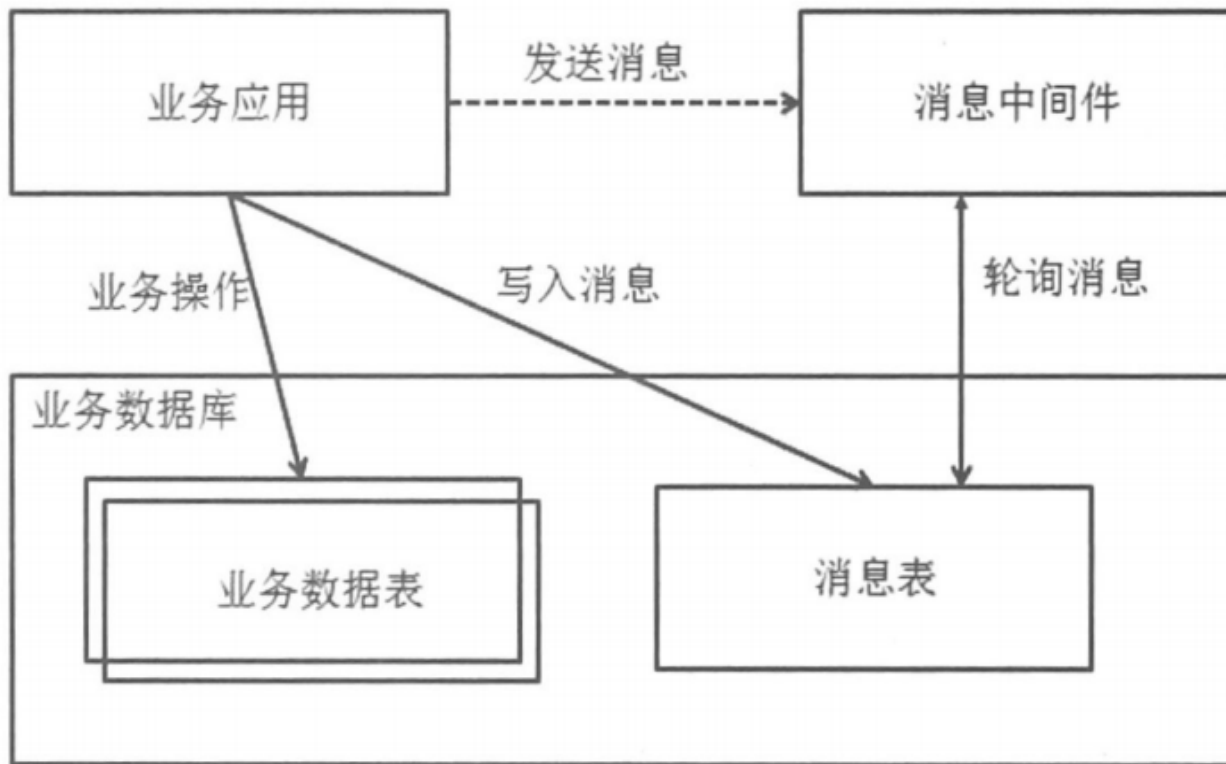 发送消息
业务应用
消息中间件
业务操作
写入消息
轮询消息
业务数据库
业务数据表
消息表